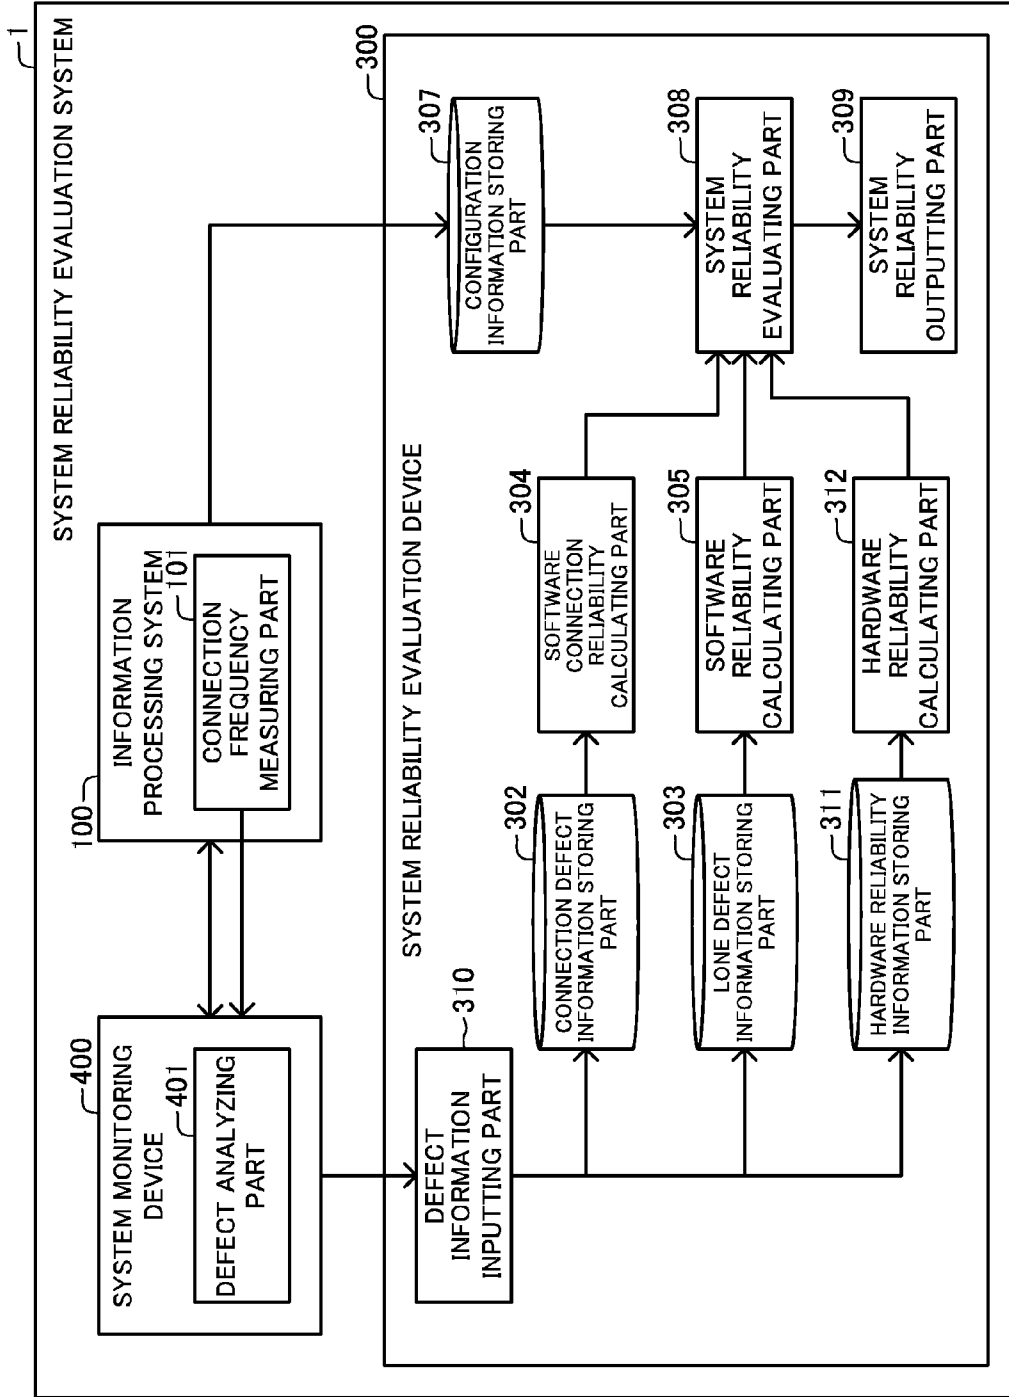 1
SYSTEM RELIABILITY EVALUATION SYSTEM
400
SYSTEM MONITORING
DEVICE
401
DEFECT ANALYZING
PART
100
INFORMATION
PROCESSING SYSTEM
101
CONNECTION
FREQUENCY
MEASURING PART
300
SYSTEM RELIABILITY EVALUATION DEVICE
310
DEFECT
INFORMATION
INPUTTING PART
302
CONNECTION DEFECT
INFORMATION STORING
PART
303
LONE DEFECT
INFORMATION STORING
PART
311
HARDWARE RELIABILITY
INFORMATION STORING
PART
304
SOFTWARE
CONNECTION
RELIABILITY
CALCULATING PART
305
SOFTWARE
RELIABILITY
CALCULATING PART
312
HARDWARE
RELIABILITY
CALCULATING PART
307
CONFIGURATION
INFORMATION STORING
PART
308
SYSTEM
RELIABILITY
EVALUATING PART
309
SYSTEM
RELIABILITY
OUTPUTTING PART